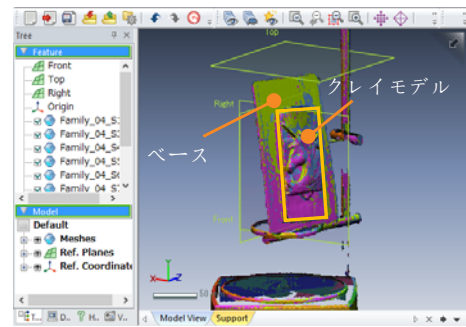 Tree
Feature
Front
Top
Right
Origin
Family_04_S
Family_04_S
Family_04_S
Family_04_S
Family_04_S
Family_04_S
Model
Default
Meshes
Ref. Planes
Ref. Coordinate
T...
D..
H..
V...
Top
Right
Front
クレイモデル
ベース
Y
X
Z
50
Model View
Support